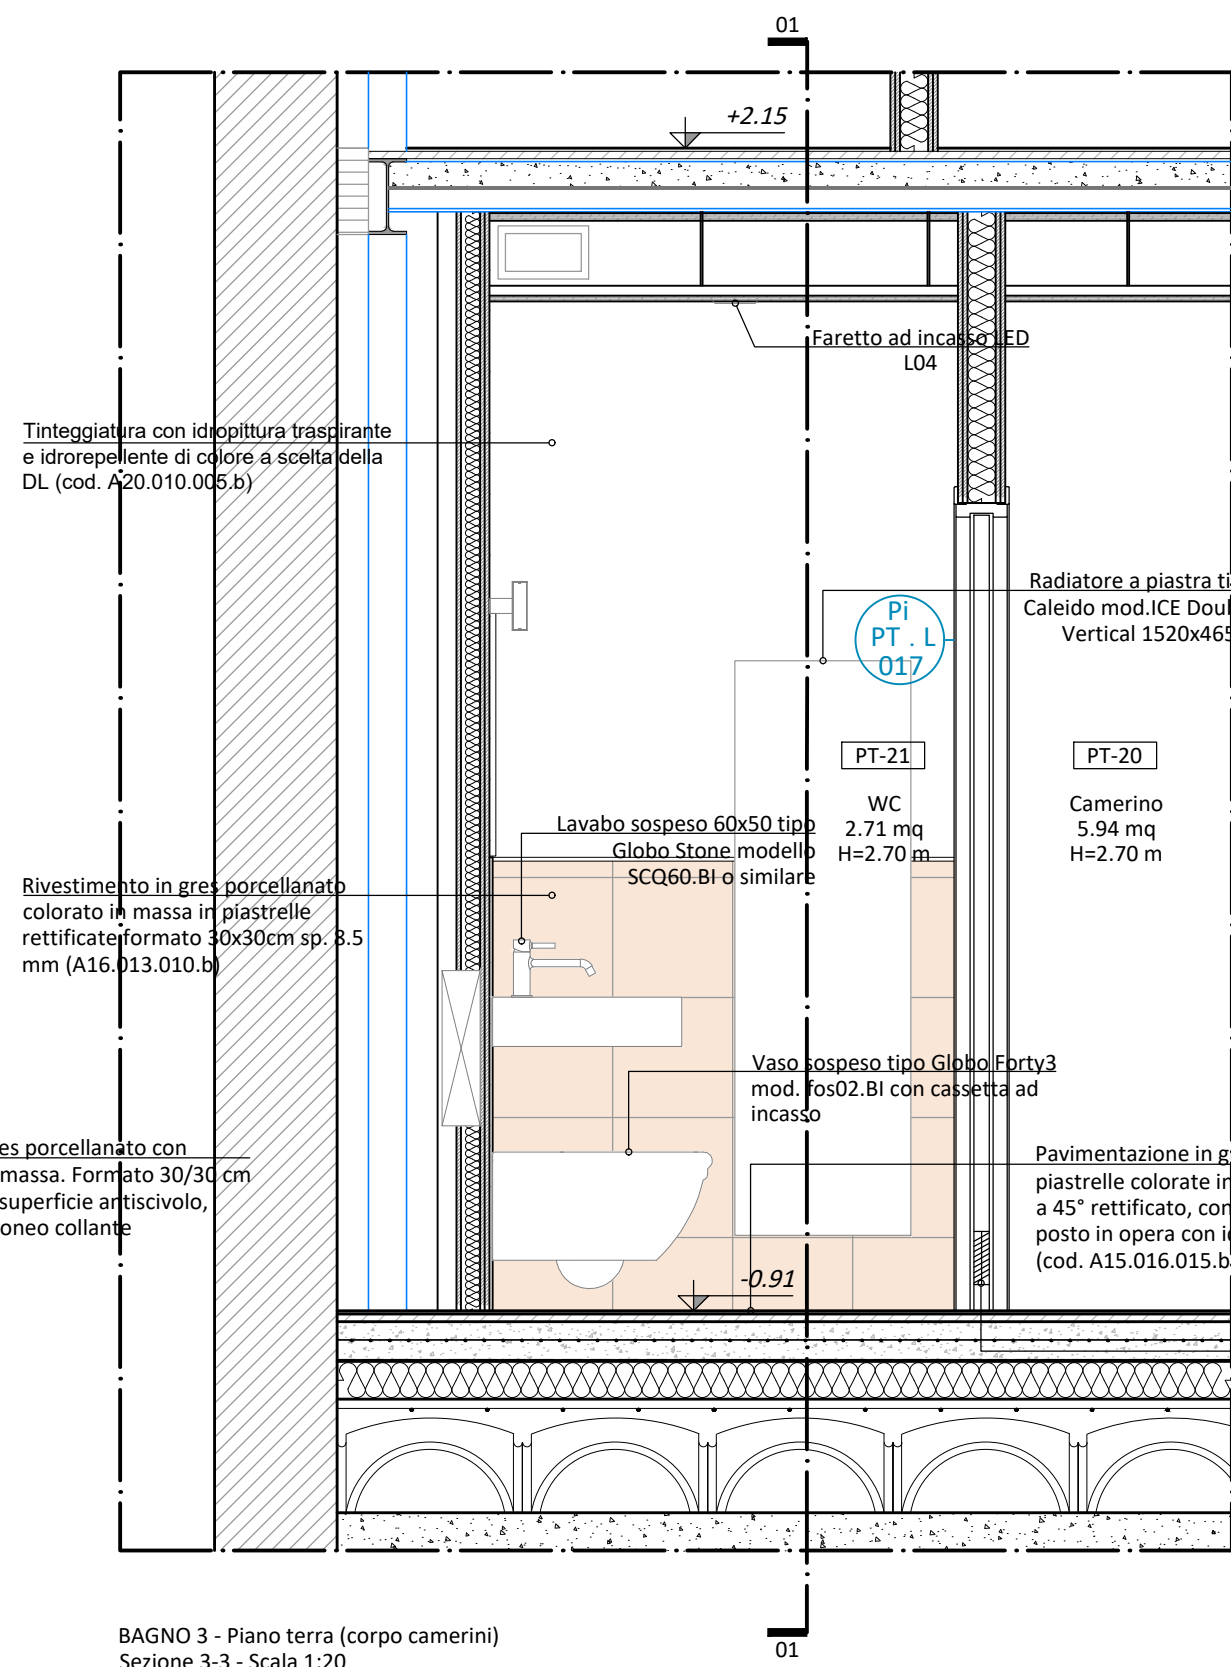 01
+2.15
Faretto ad incasso LED
L04
Tinteggiatura con idropittura traspirante
e idrorepellente di colore a scelta della
DL (cod. A20.010.005.b)
Radiatore a piastra
Caleido mod.ICE
Vertical 1520x465
Pi
PT . L
017
PT-21
WC
2.71 mq
H=2.70 m
PT-20
Camerino
5.94 mq
H=2.70 m
Lavabo sospeso 60x50 tipo
Globo Stone modello
SCQ60.BI o similare
Rivestimento in gres porcellanato
colorato in massa in piastrelle
rettificate formato 30x30cm sp. 8.5
mm (A16.013.010.b)
Vaso sospeso tipo Globo Forty3
mod. fos02.BI con cassetta ad
incasso
porcellanato con
massa. Formato 30/30 cm
superficie antiscivolo,
collante
Pavimentazione in
piastrelle colorate in
a 45° rettificato, con
posto in opera con
(cod. A15.016.015.b
-0.91
01
BAGNO 3 - Piano terra (corpo camerini)
Sezione 3-3 - Scala 1:20